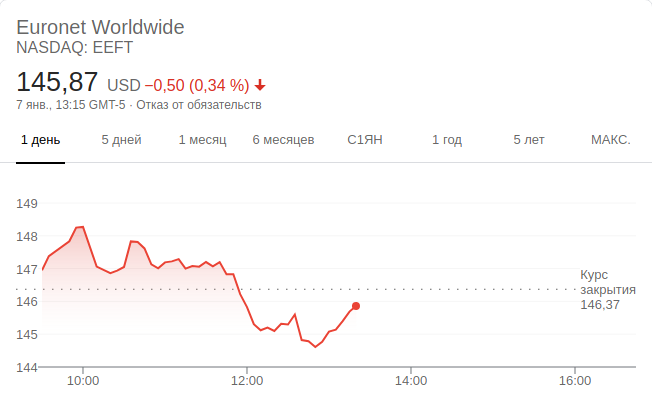 Euronet Worldwide
NASDAQ: EEFT
145,87 USD −0,50 (0,34 %)
7 янв., 13:15 GMT-5 · Отказ от обязательств
1 день 5 дней 1 месяц 6 месяцев С1ЯН 1 год 5 лет МАКС.
149
148
147
Курс
закрытия
146,37
146
145
144
10:00 12:00 14:00 16:00